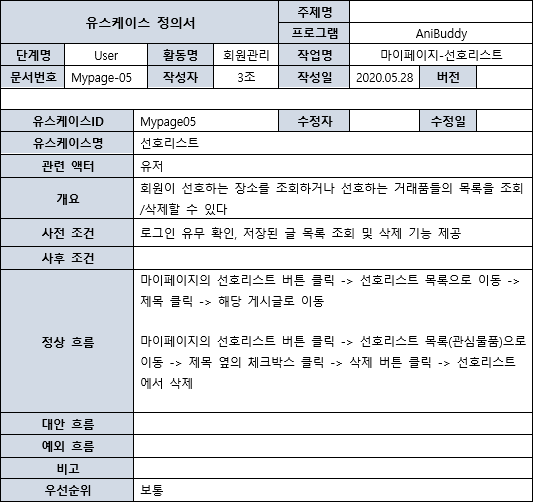 유스케이스 정의서
주제명
프로그램 AniBuddy
단계명 User 활동명 회원관리 작업명 마이페이지-선호리스트
문서번호 Mypage-05 작성자 3조 작성일 2020.05.28 버전
유스케이스ID Mypage05 수정자 수정일
유스케이스명 선호리스트
관련 액터 유저
개요 회원이 선호하는 장소를 조회하거나 선호하는 거래품들의 목록을 조회
/삭제할 수 있다
사전 조건 로그인 유무 확인, 저장된 글 목록 조회 및 삭제 기능 제공
사후 조건
정상 흐름
마이페이지의 선호리스트 버튼 클릭 -> 선호리스트 목록으로 이동 ->
제목 클릭 -> 해당 게시글로 이동
마이페이지의 선호리스트 버튼 클릭 -> 선호리스트 목록(관심물품)으로
이동 -> 제목 옆의 체크박스 클릭 -> 삭제 버튼 클릭 -> 선호리스트
에서 삭제
대안 흐름
예외 흐름
비고
우선순위 보통